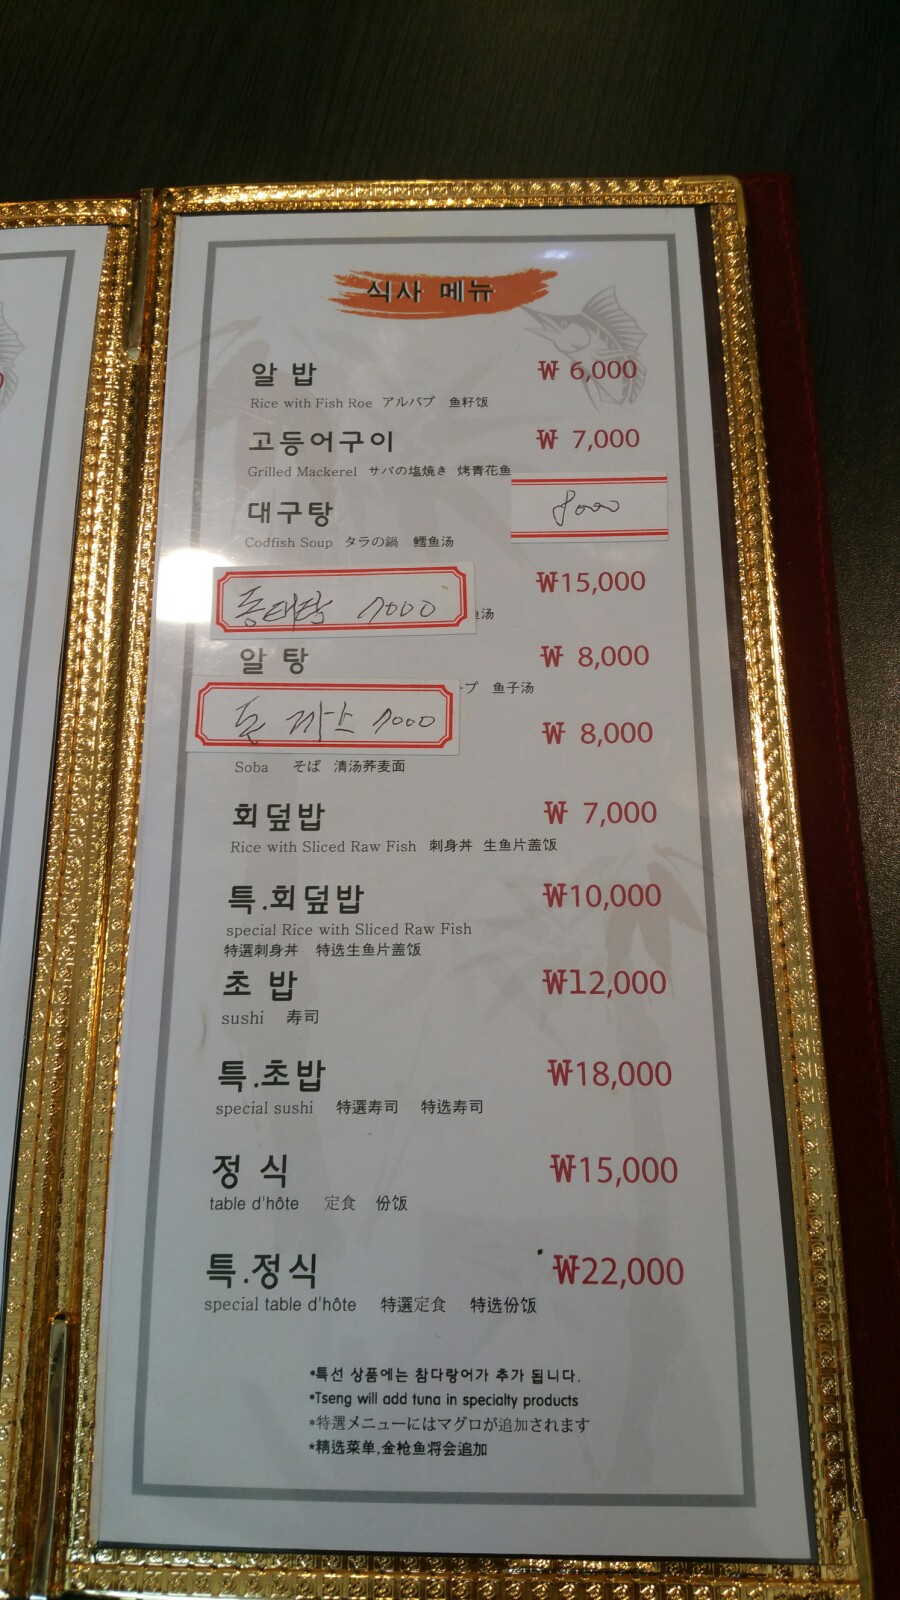 식사 메뉴
알 밥 ₩ 6,000
Rice with Fish Roe アルバプ 鱼籽饭
고등어구이 ₩ 7,000
Grilled Mackerel サバの塩焼き 烤青花鱼
대구탕 8000
Codfish Soup タラの鍋 鱈鱼汤
동태탕 7000 ₩15,000
鱼汤
알 탕 ₩ 8,000
プ 鱼子汤
돈 까스 7000 ₩ 8,000
Soba そば 清汤荞麦面
회덮밥 ₩ 7,000
Rice with Sliced Raw Fish 刺身丼 生鱼片盖饭
특.회덮밥 ₩10,000
special Rice with Sliced Raw Fish
特選刺身丼 特选生鱼片盖饭
초 밥 ₩12,000
sushi 寿司
특.초밥 ₩18,000
special sushi 特選寿司 特选寿司
정 식 ₩15,000
table d'hôte 定食 份饭
특.정식 ₩22,000
special table d'hôte 特選定食 特选份饭
*특선 상품에는 참다랑어가 추가 됩니다.
*Tseng will add tuna in specialty products
*特選メニューにはマグロが追加されます
*精选菜单,金枪鱼将会追加